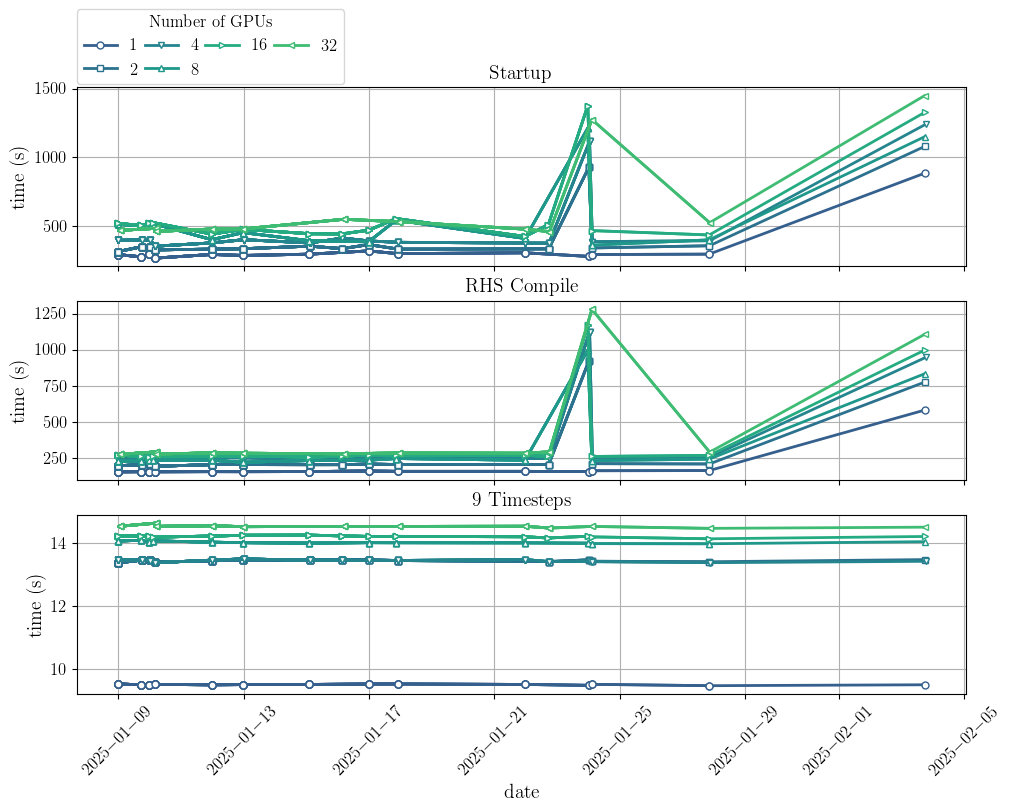 Number of GPUs
1 4 16 32
2 8
Startup
1500
1000
500
time (s)
RHS Compile
1250
1000
750
500
250
time (s)
9 Timesteps
14
12
10
time (s)
2025−01−09 2025−01−13 2025−01−17 2025−01−21 2025−01−25 2025−01−29 2025−02−01 2025−02−05
date